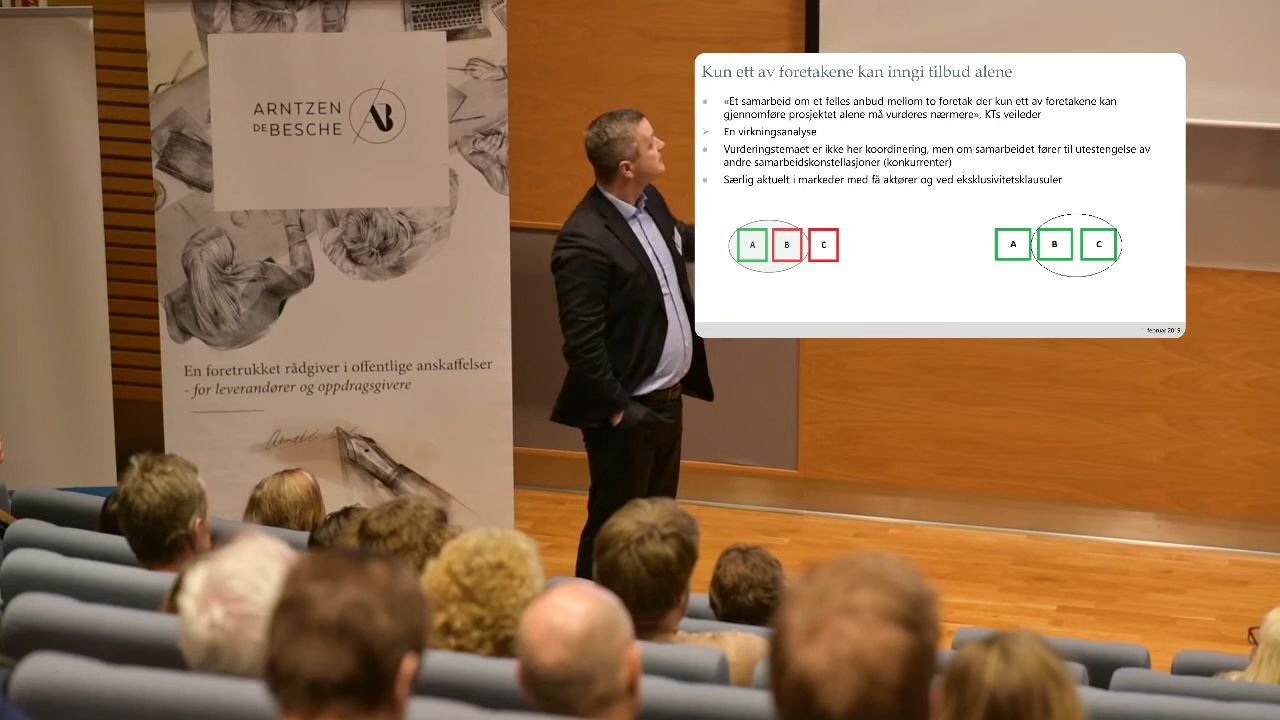 ARNTZEN
DE BESCHE
AB
En foretrukket rådgiver i offentlige anskaffelser
- for leverandører og oppdragsgivere
Kun ett av foretakene kan inngi tilbud alene
«Et samarbeid om et felles anbud mellom to foretak der kun ett av foretakene kan
gjennomføre prosjektet alene må vurderes nærmere», KTs veileder
En virkningsanalyse
Vurderingstemaet er ikke her koordinering, men om samarbeidet fører til utestengelse av
andre samarbeidskonstellasjoner (konkurrenter)
Særlig aktuelt i markeder med få aktører og ved eksklusivitetsklausuler
A B C A B C
februar 2019